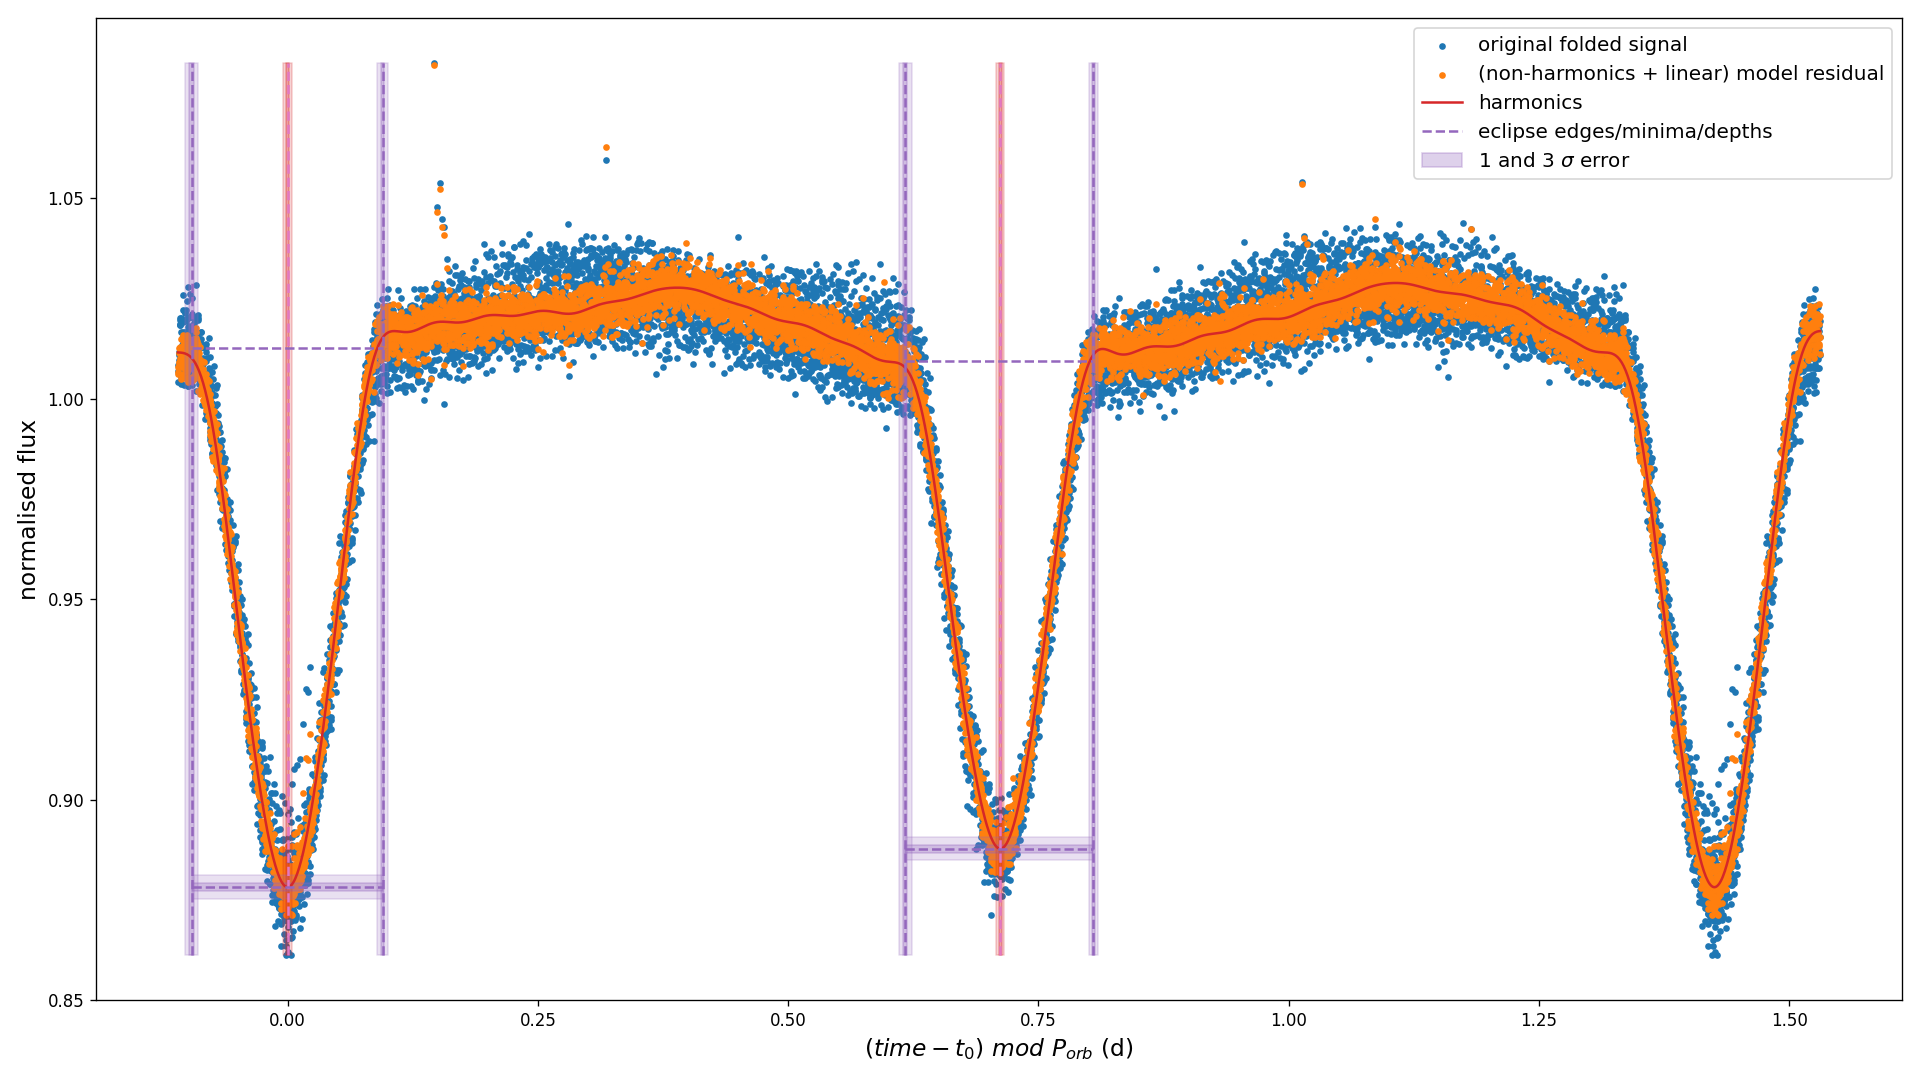 original folded signal
(non-harmonics + linear) model residual
harmonics
eclipse edges/minima/depths
1 and 3 σ error
normalised flux
1.05
1.00
0.95
0.90
0.85
0.00 0.25 0.50 0.75 1.00 1.25 1.50
(time − t₀) mod P_orb (d)